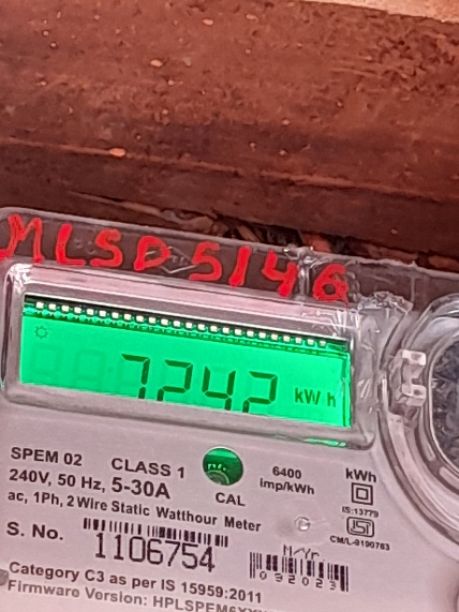 MLSD5146
7242 kW h
SPEM 02 CLASS 1 CAL 6400 imp/kWh kWh
240V, 50 Hz, 5-30A
ac, 1Ph, 2 Wire Static Watthour Meter
IS:13779
S. No. 1106754
M/Yr.
092023
Category C3 as per IS 15959:2011
Firmware Version: